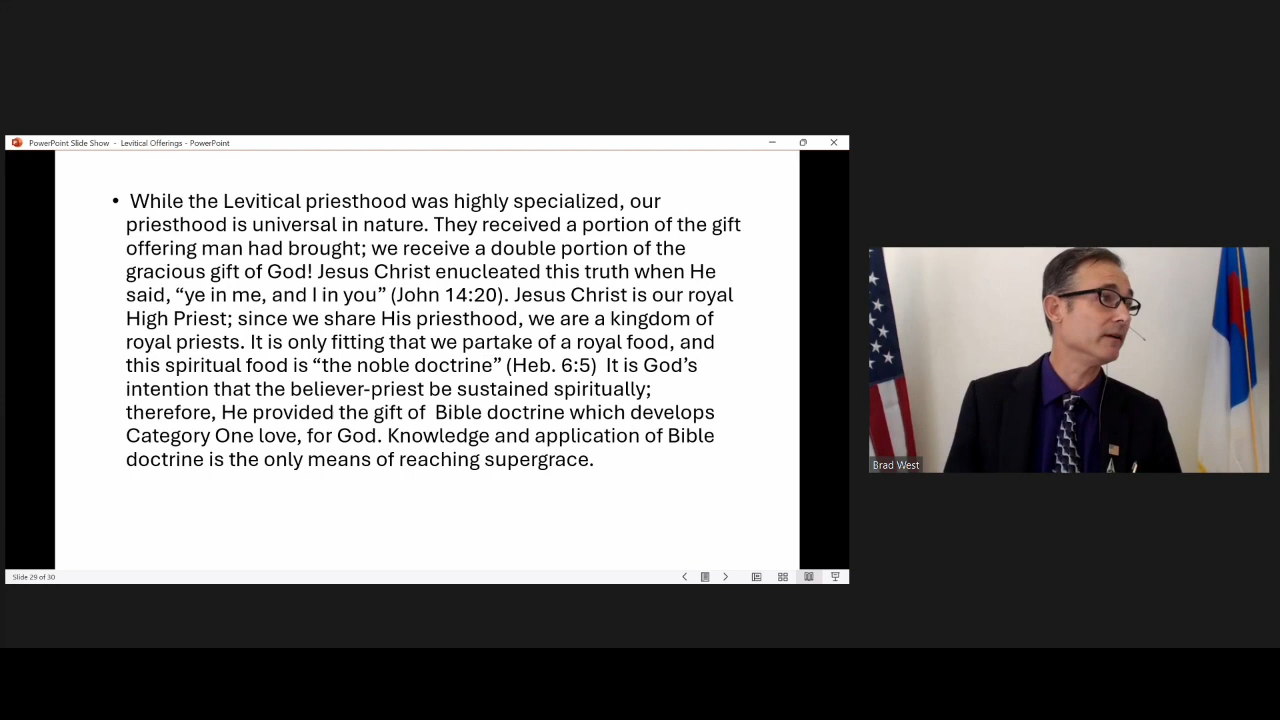 PowerPoint Slide Show - Levitical Offerings - PowerPoint
• While the Levitical priesthood was highly specialized, our
priesthood is universal in nature. They received a portion of the gift
offering man had brought; we receive a double portion of the
gracious gift of God! Jesus Christ enucleated this truth when He
said, “ye in me, and I in you” (John 14:20). Jesus Christ is our royal
High Priest; since we share His priesthood, we are a kingdom of
royal priests. It is only fitting that we partake of a royal food, and
this spiritual food is “the noble doctrine” (Heb. 6:5)  It is God’s
intention that the believer-priest be sustained spiritually;
therefore, He provided the gift of  Bible doctrine which develops
Category One love, for God. Knowledge and application of Bible
doctrine is the only means of reaching supergrace.
Slide 29 of 30
Brad West